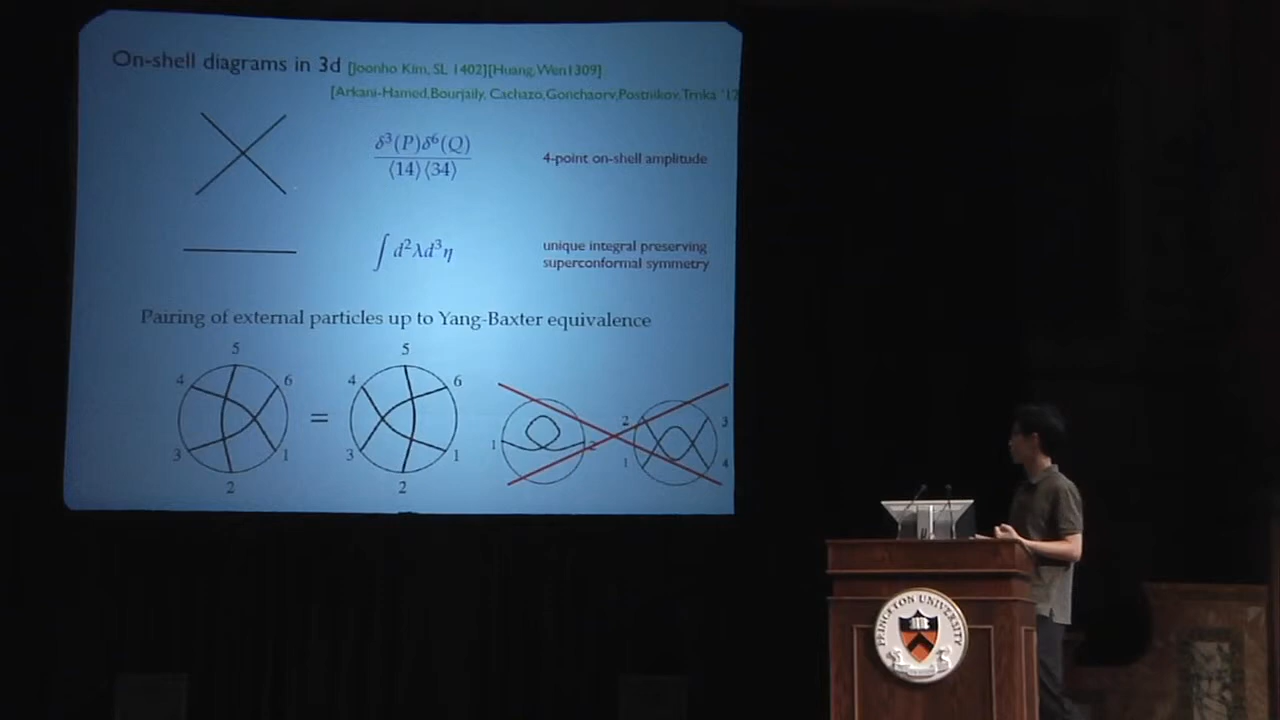 On-shell diagrams in 3d [Joonho Kim, SL 1402][Huang,Wen1309]
[Arkani-Hamed,Bourjaily, Cachazo,Gonchaorv,Postnikov,Trnka '12
δ³(P)δ⁶(Q)
⟨14⟩⟨34⟩
4-point on-shell amplitude
∫ d²λd³η
unique integral preserving
superconformal symmetry
Pairing of external particles up to Yang-Baxter equivalence
5
4 6
3 1
2
=
5
4 6
3 1
2
1 2
2 3
1 4
PRINCETON UNIVERSITY